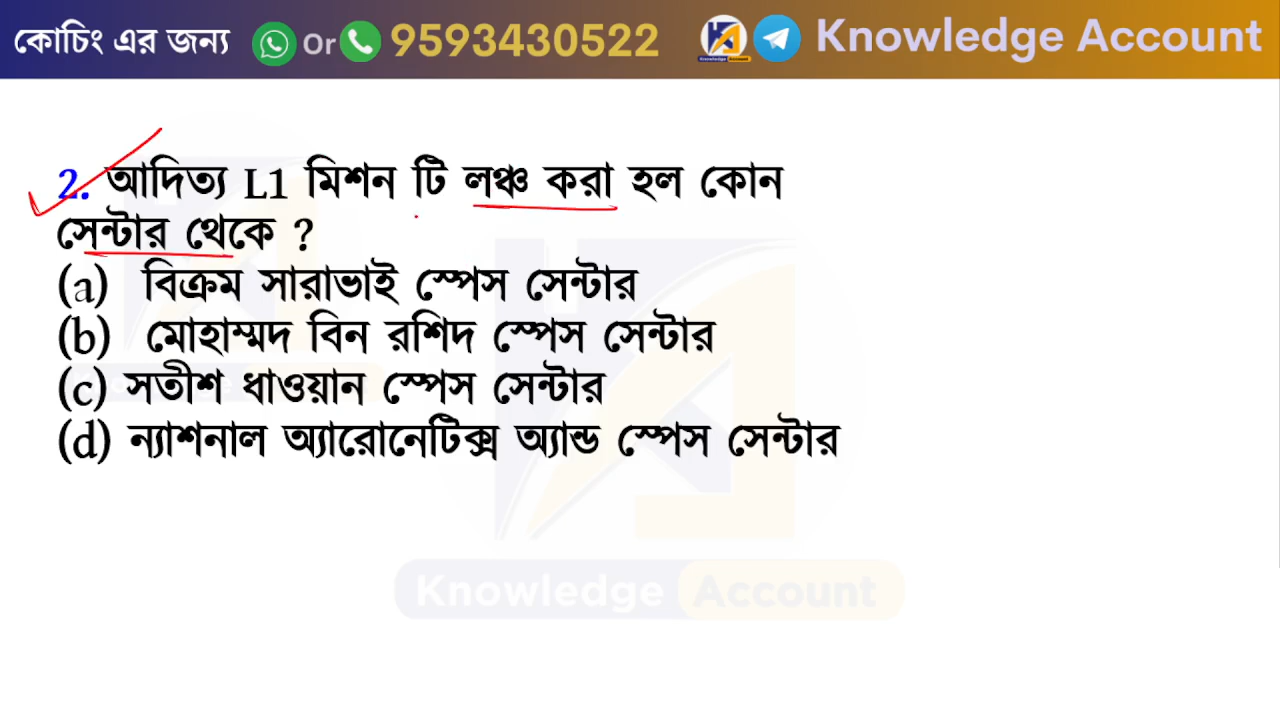 কোচিং এর জন্য Or 9593430522 Knowledge Account
2. আদিত্য L1 মিশন টি লঞ্চ করা হল কোন
সেন্টার থেকে ?
(a) বিক্রম সারাভাই স্পেস সেন্টার
(b) মোহাম্মদ বিন রশিদ স্পেস সেন্টার
(c) সতীশ ধাওয়ান স্পেস সেন্টার
(d) ন্যাশনাল অ্যারোনেটিক্স অ্যান্ড স্পেস সেন্টার
Knowledge Account